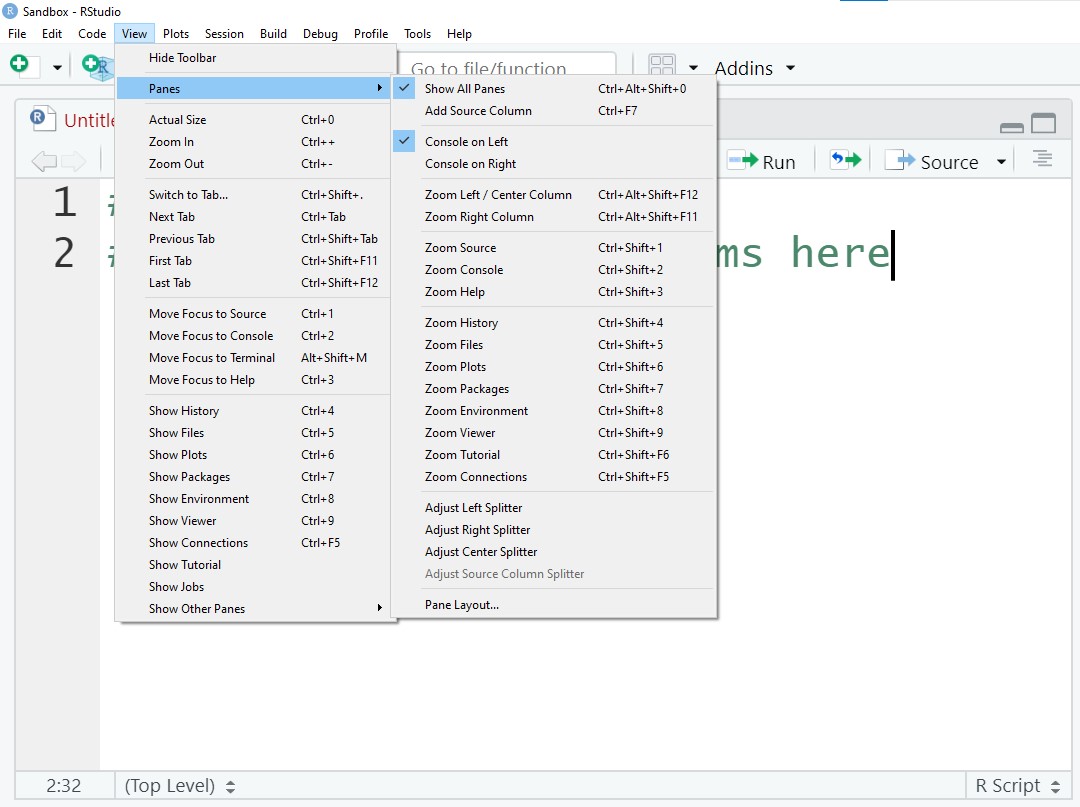 Sandbox - RStudio
File Edit Code View Plots Session Build Debug Profile Tools Help
Go to file/function
Addins
Hide Toolbar
Panes
Actual Size Ctrl+0
Zoom In Ctrl++
Zoom Out Ctrl+-
Switch to Tab... Ctrl+Shift+.
Next Tab Ctrl+Tab
Previous Tab Ctrl+Shift+Tab
First Tab Ctrl+Shift+F11
Last Tab Ctrl+Shift+F12
Move Focus to Source Ctrl+1
Move Focus to Console Ctrl+2
Move Focus to Terminal Alt+Shift+M
Move Focus to Help Ctrl+3
Show History Ctrl+4
Show Files Ctrl+5
Show Plots Ctrl+6
Show Packages Ctrl+7
Show Environment Ctrl+8
Show Viewer Ctrl+9
Show Connections Ctrl+F5
Show Tutorial
Show Jobs
Show Other Panes
Show All Panes Ctrl+Alt+Shift+0
Add Source Column Ctrl+F7
Console on Left
Console on Right
Zoom Left / Center Column Ctrl+Alt+Shift+F12
Zoom Right Column Ctrl+Alt+Shift+F11
Zoom Source Ctrl+Shift+1
Zoom Console Ctrl+Shift+2
Zoom Help Ctrl+Shift+3
Zoom History Ctrl+Shift+4
Zoom Files Ctrl+Shift+5
Zoom Plots Ctrl+Shift+6
Zoom Packages Ctrl+Shift+7
Zoom Environment Ctrl+Shift+8
Zoom Viewer Ctrl+Shift+9
Zoom Tutorial Ctrl+Shift+F6
Zoom Connections Ctrl+Shift+F5
Adjust Left Splitter
Adjust Right Splitter
Adjust Center Splitter
Adjust Source Column Splitter
Pane Layout...
Untitle
Run Source
1 #
2 # ms here
2:32 (Top Level) R Script